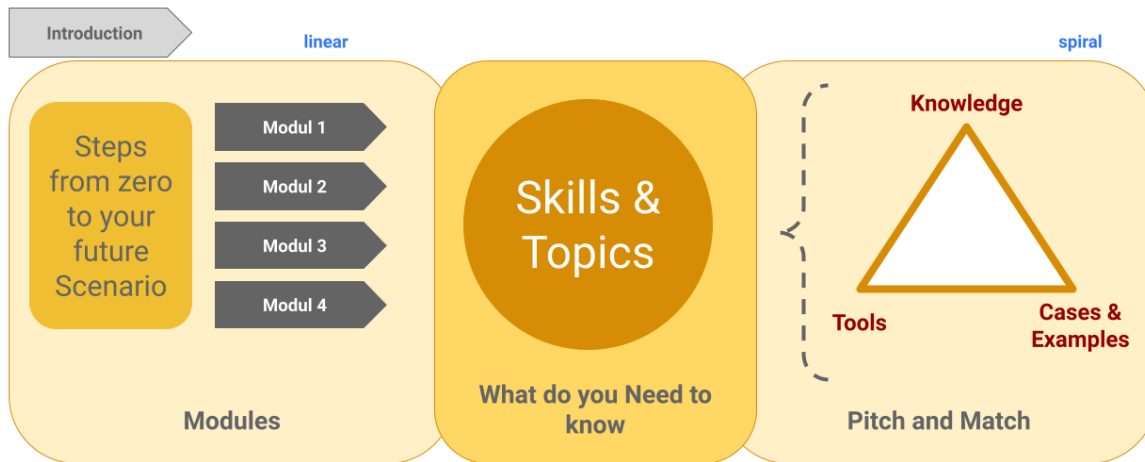 Introduction
linear
spiral
Steps
from zero
to your
future
Scenario
Modul 1
Modul 2
Modul 3
Modul 4
Modules
Skills &
Topics
What do you Need to
know
Knowledge
Tools
Cases &
Examples
Pitch and Match